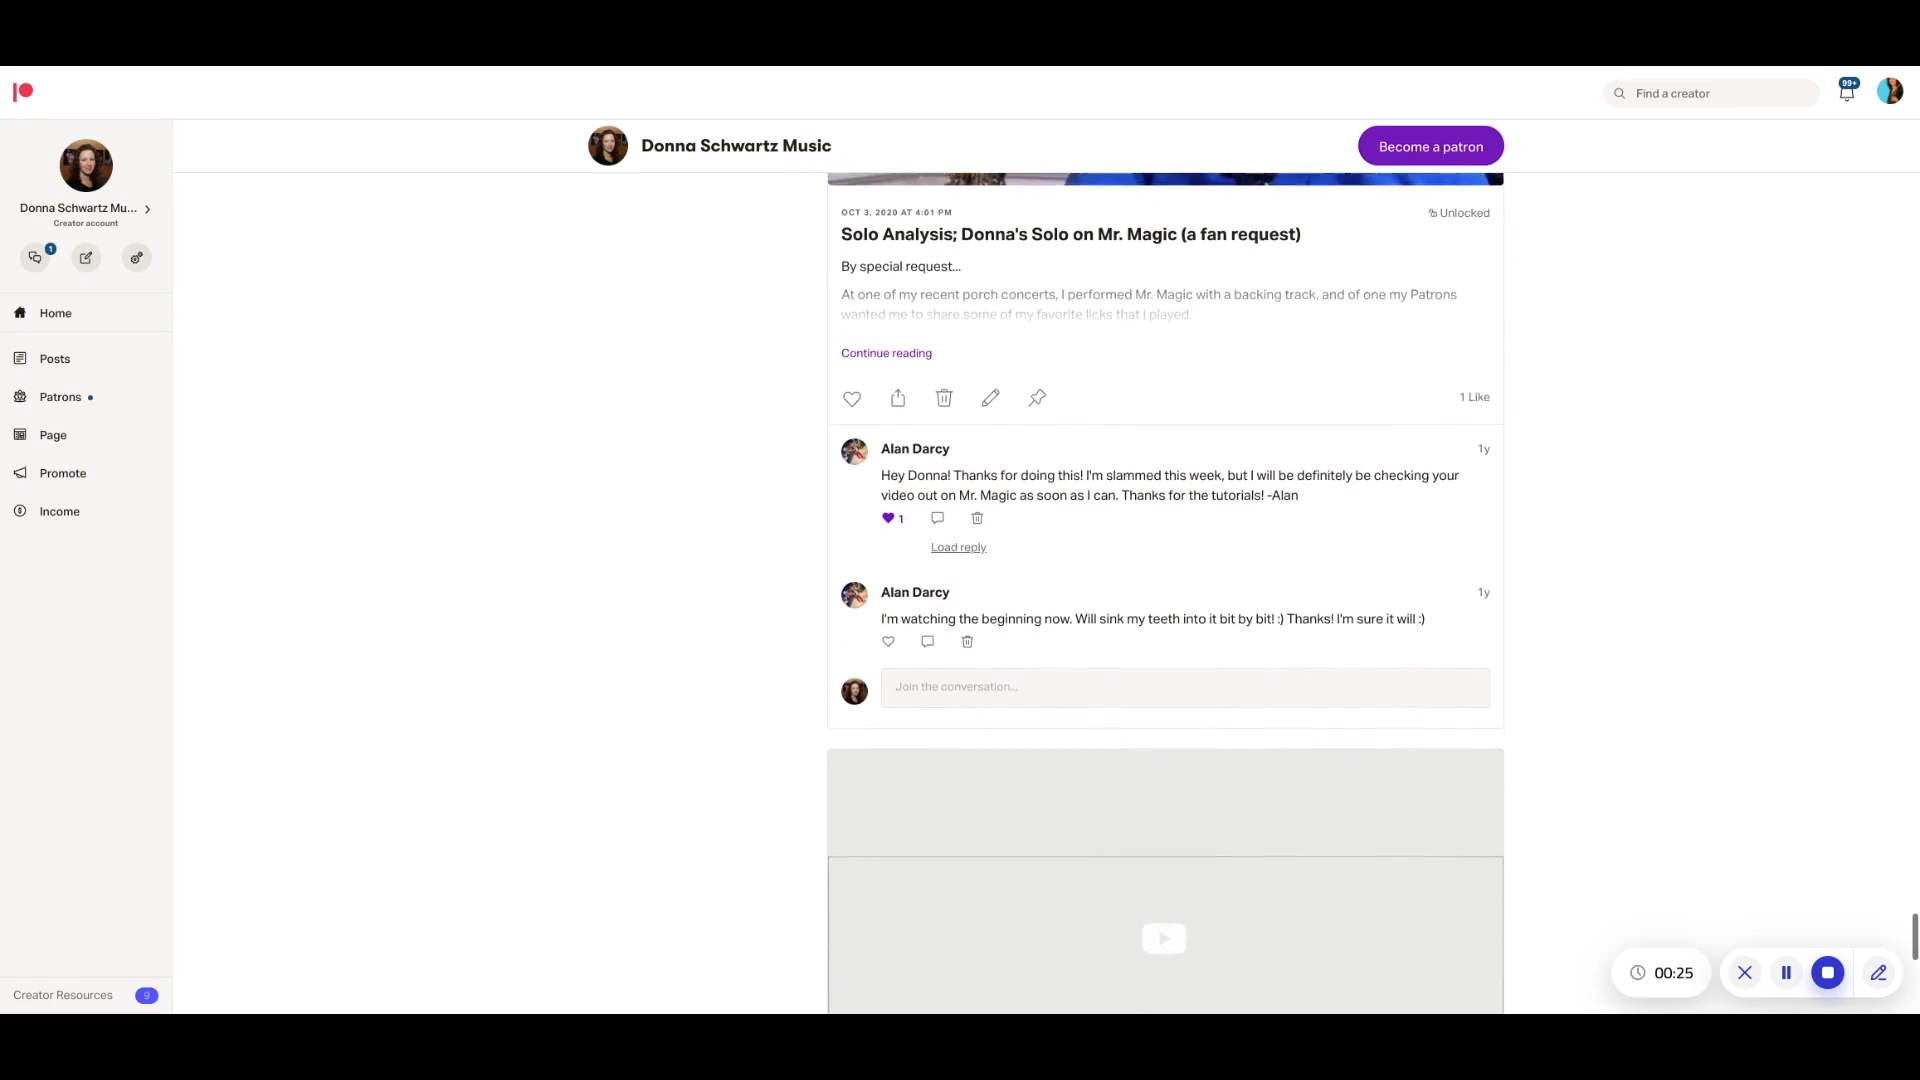 Find a creator
99+
Donna Schwartz Music
Become a patron
Donna Schwartz Mu...
Creator account
1
Home
Posts
Patrons
Page
Promote
Income
Creator Resources
9
OCT 3, 2020 AT 4:01 PM
Unlocked
Solo Analysis; Donna's Solo on Mr. Magic (a fan request)
By special request...
At one of my recent porch concerts, I performed Mr. Magic with a backing track, and of one my Patrons
wanted me to share some of my favorite licks that I played.
Continue reading
1 Like
Alan Darcy
1y
Hey Donna! Thanks for doing this! I'm slammed this week, but I will be definitely be checking your
video out on Mr. Magic as soon as I can. Thanks for the tutorials! -Alan
1
Load reply
Alan Darcy
1y
I'm watching the beginning now. Will sink my teeth into it bit by bit! :) Thanks! I'm sure it will :)
Join the conversation...
00:25